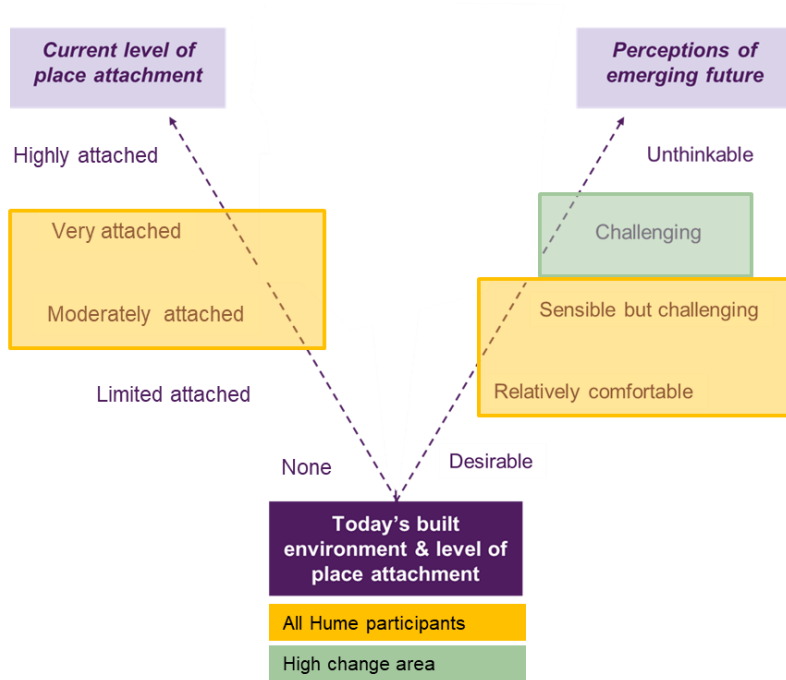 Current level of
place attachment
Perceptions of
emerging future
Highly attached
Unthinkable
Very attached
Challenging
Moderately attached
Sensible but challenging
Limited attached
Relatively comfortable
None
Desirable
Today's built
environment & level of
place attachment
All Hume participants
High change area